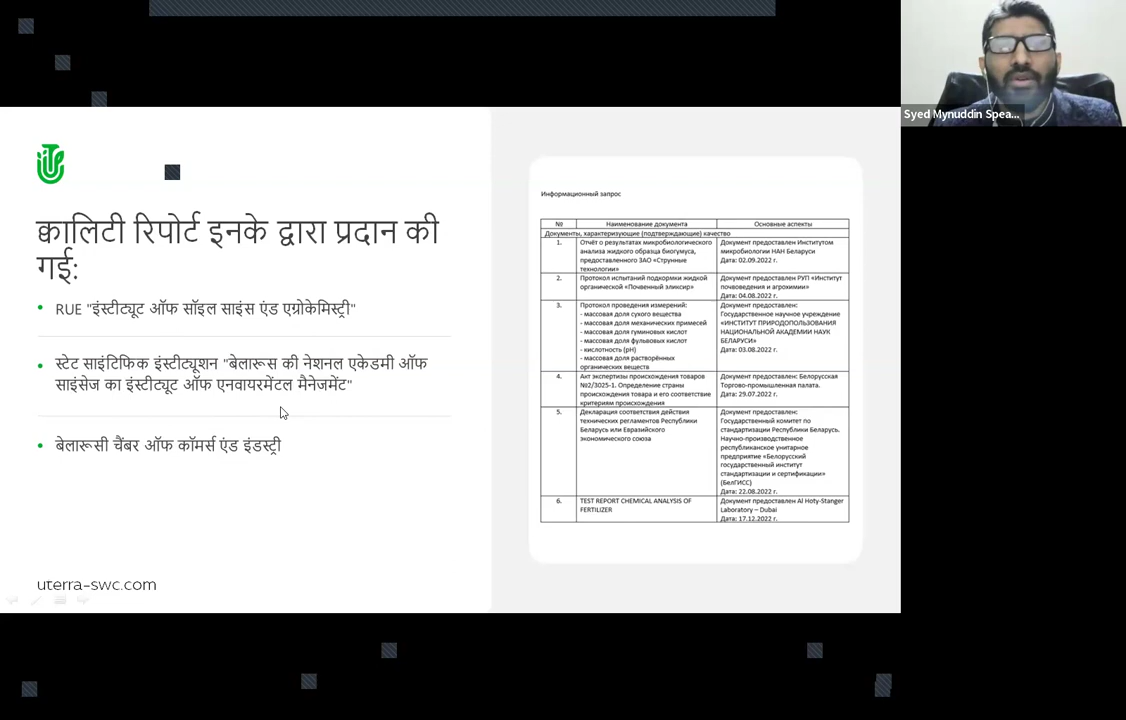 Syed Mynuddin Spea...
क्वालिटी रिपोर्ट इनके द्वारा प्रदान की
गई:
• RUE "इंस्टीट्यूट ऑफ सॉइल साइंस एंड एग्रोकेमिस्ट्री"
• स्टेट साइंटिफिक इंस्टीट्यूशन "बेलारूस की नेशनल एकेडमी ऑफ
साइंसेज का इंस्टीट्यूट ऑफ एनवायरमेंटल मैनेजमेंट"
• बेलारूसी चैंबर ऑफ कॉमर्स एंड इंडस्ट्री
uterra-swc.com
Информационный запрос
№ Наименование документа Основные аспекты
Документы, характеризующие (подтверждающие) качество
1. Отчёт о результатах микробиологического Документ предоставлен Институтом
анализа жидкого образца биогумуса, микробиологии НАН Беларуси
предоставленного ЗАО «Струнные Дата: 02.09.2022 г.
технологии»
2. Протокол испытаний подкормки жидкой Документ предоставлен РУП «Институт
органической «Почвенный эликсир» почвоведения и агрохимии»
Дата: 04.08.2022 г.
3. Протокол проведения измерений: Документ предоставлен:
- массовая доля сухого вещества Государственное научное учреждение
- массовая доля механических примесей «ИНСТИТУТ ПРИРОДОПОЛЬЗОВАНИЯ
- массовая доля гуминовых кислот НАЦИОНАЛЬНОЙ АКАДЕМИИ НАУК
- массовая доля фульвовых кислот БЕЛАРУСИ»
- кислотность (pH) Дата: 03.08.2022 г.
- массовая доля растворённых
органических веществ
4. Акт экспертизы происхождения товаров Документ предоставлен: Белорусская
№2/3025-1. Определение страны Торгово-промышленная палата.
происхождения товара и его соответствие Дата: 29.07.2022 г.
критериям происхождения
5. Декларация соответствия действия Документ предоставлен:
технических регламентов Республики Государственный комитет по
Беларусь или Евразийского стандартизации Республики Беларусь.
экономического союза Научно-производственное
республиканское унитарное
предприятие «Белорусский
государственный институт
стандартизации и сертификации»
(БелГИСС)
Дата: 22.08.2022 г.
6. TEST REPORT CHEMICAL ANALYSIS OF Документ предоставлен Al Hoty-Stanger
FERTILIZER Laboratory – Dubai
Дата: 17.12.2022 г.